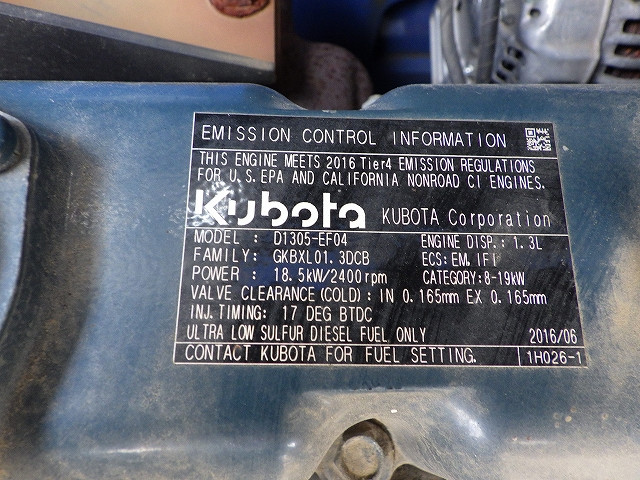 EMISSION CONTROL INFORMATION
THIS ENGINE MEETS 2016 Tier4 EMISSION REGULATIONS
FOR U.S.EPA AND CALIFORNIA NONROAD CI ENGINES.
Kubota KUBOTA Corporation
MODEL : D1305-EF04 ENGINE DISP.: 1.3L
FAMILY: GKBXL01.3DCB ECS:EM,IFI
POWER : 18.5kW/2400rpm CATEGORY:8-19kW
VALVE CLEARANCE(COLD): IN 0.165mm EX 0.165mm
INJ.TIMING: 17 DEG BTDC
ULTRA LOW SULFUR DIESEL FUEL ONLY 2016/06
CONTACT KUBOTA FOR FUEL SETTING. 1H026-1